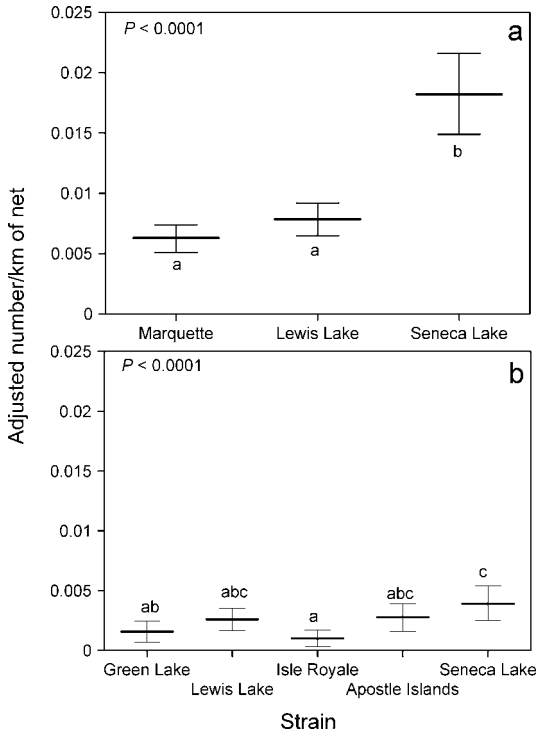 0.025
P < 0.0001
a
0.02
0.015
b
0.01
0.005
a
a
0
Marquette Lewis Lake Seneca Lake
Adjusted number/km of net
0.025
P < 0.0001
b
0.02
0.015
0.01
0.005
ab
abc
a
abc
c
0
Green Lake Isle Royale Seneca Lake
Lewis Lake Apostle Islands
Strain